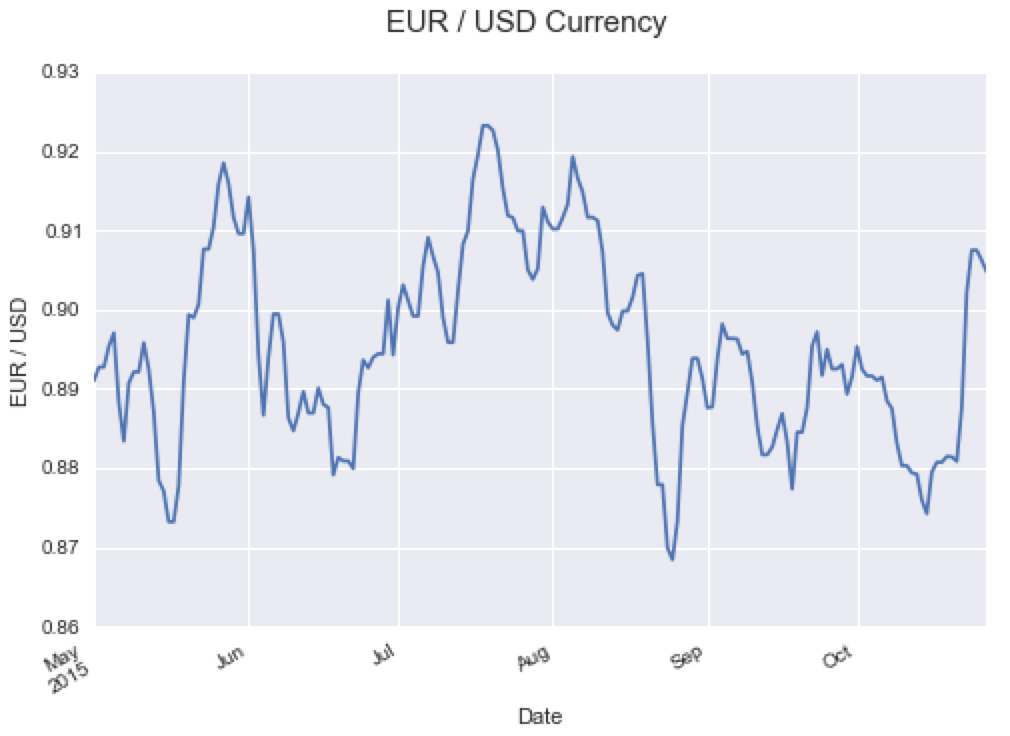 EUR / USD Currency
0.93
0.92
0.91
0.90
0.89
0.88
0.87
0.86
EUR / USD
May
2015
Jun
Jul
Aug
Sep
Oct
Date